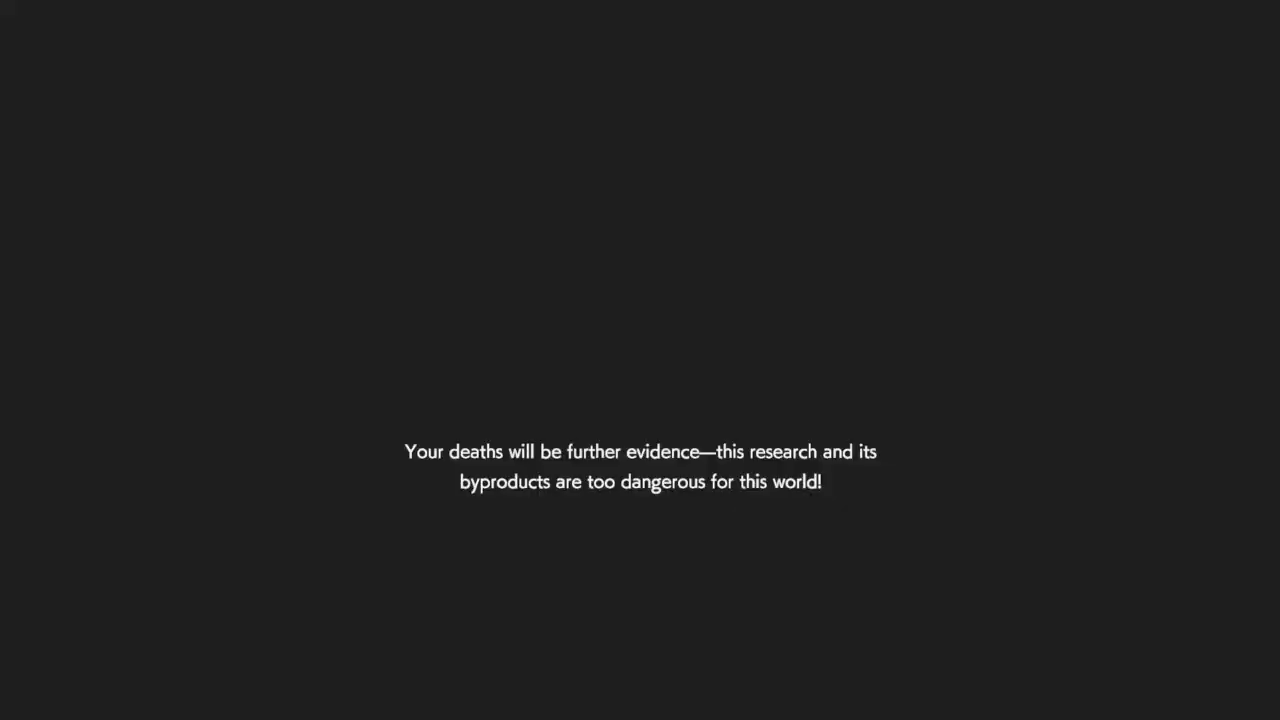 Your deaths will be further evidence—this research and its
byproducts are too dangerous for this world!